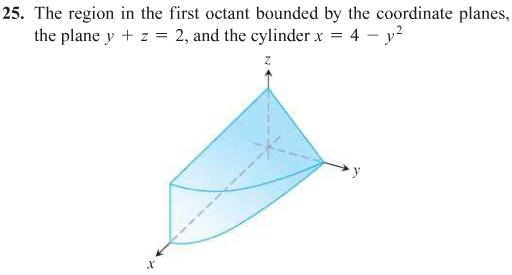 25. The region in the first octant bounded by the coordinate planes,
the plane y + z = 2, and the cylinder x = 4 − y²
z
y
x